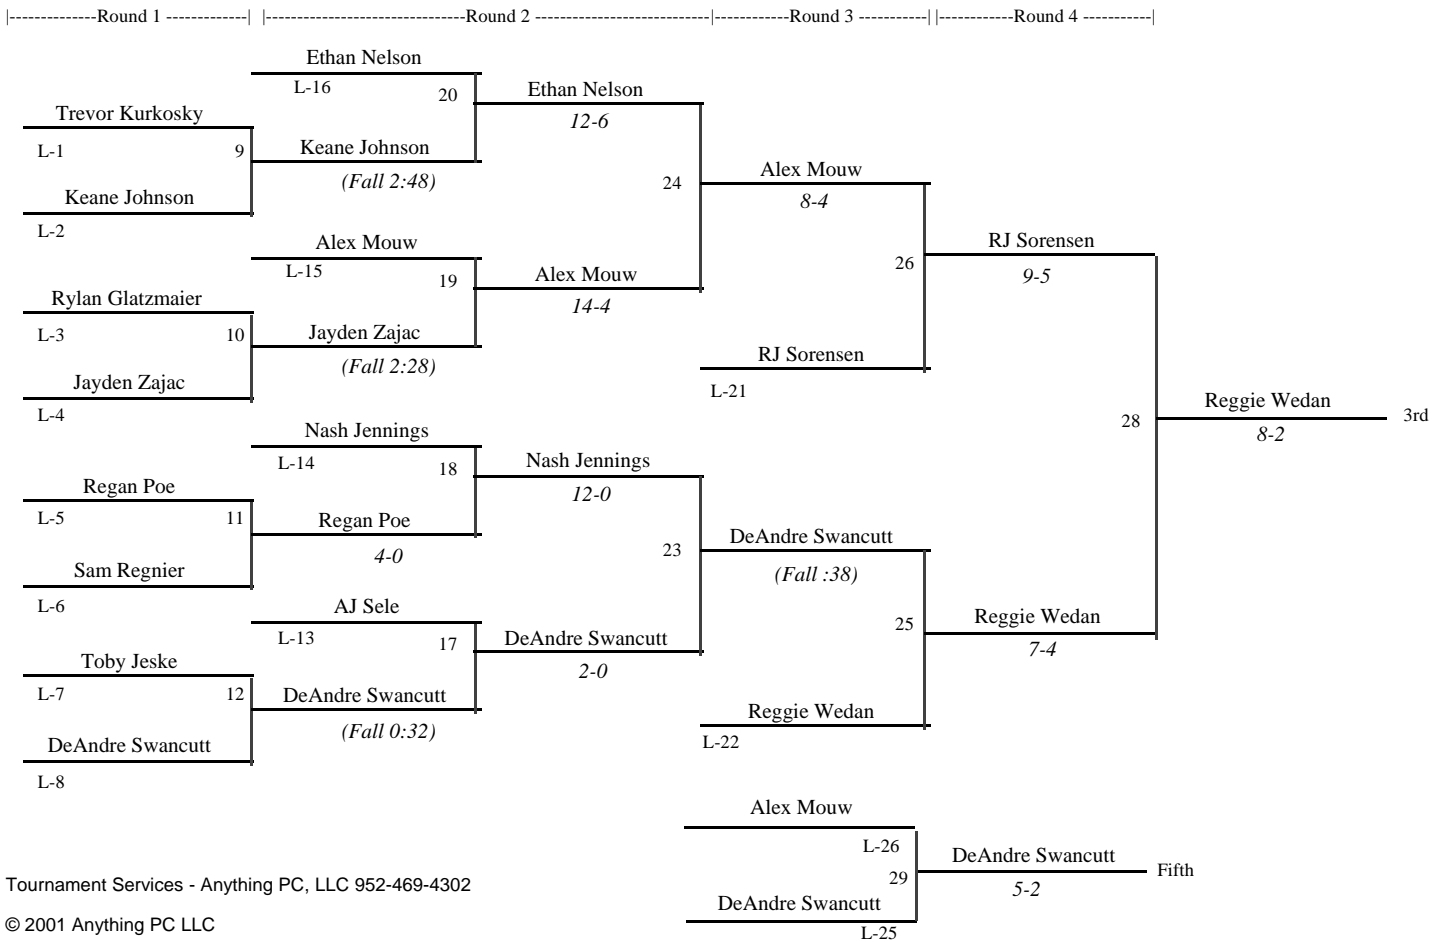 |-------------Round 1 -------------| |------------------------------Round 2 --------------------------|------------Round 3 -----------| |------------Round 4 -----------|
Ethan Nelson
L-16
20
Ethan Nelson
12-6
Trevor Kurkosky
L-1
9
Keane Johnson
(Fall 2:48)
Keane Johnson
L-2
24
Alex Mouw
8-4
Alex Mouw
L-15
19
Alex Mouw
14-4
Rylan Glatzmaier
L-3
10
Jayden Zajac
(Fall 2:28)
Jayden Zajac
L-4
26
RJ Sorensen
9-5
RJ Sorensen
L-21
28
Reggie Wedan
8-2
3rd
Nash Jennings
L-14
18
Nash Jennings
12-0
Regan Poe
L-5
11
Regan Poe
4-0
Sam Regnier
L-6
23
DeAndre Swancutt
(Fall :38)
AJ Sele
L-13
17
DeAndre Swancutt
2-0
25
Reggie Wedan
7-4
Toby Jeske
L-7
12
DeAndre Swancutt
(Fall 0:32)
DeAndre Swancutt
L-8
Reggie Wedan
L-22
Alex Mouw
L-26
29
DeAndre Swancutt
5-2
Fifth
DeAndre Swancutt
L-25
Tournament Services - Anything PC, LLC 952-469-4302
© 2001 Anything PC LLC